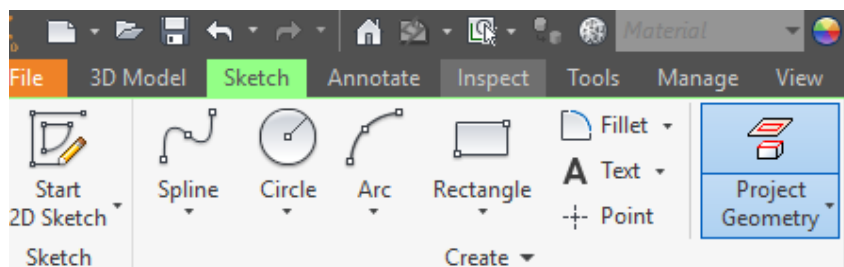 Material
File 3D Model Sketch Annotate Inspect Tools Manage View
Start
2D Sketch
Spline
Circle
Arc
Rectangle
Fillet
A Text
Point
Project
Geometry
Sketch
Create